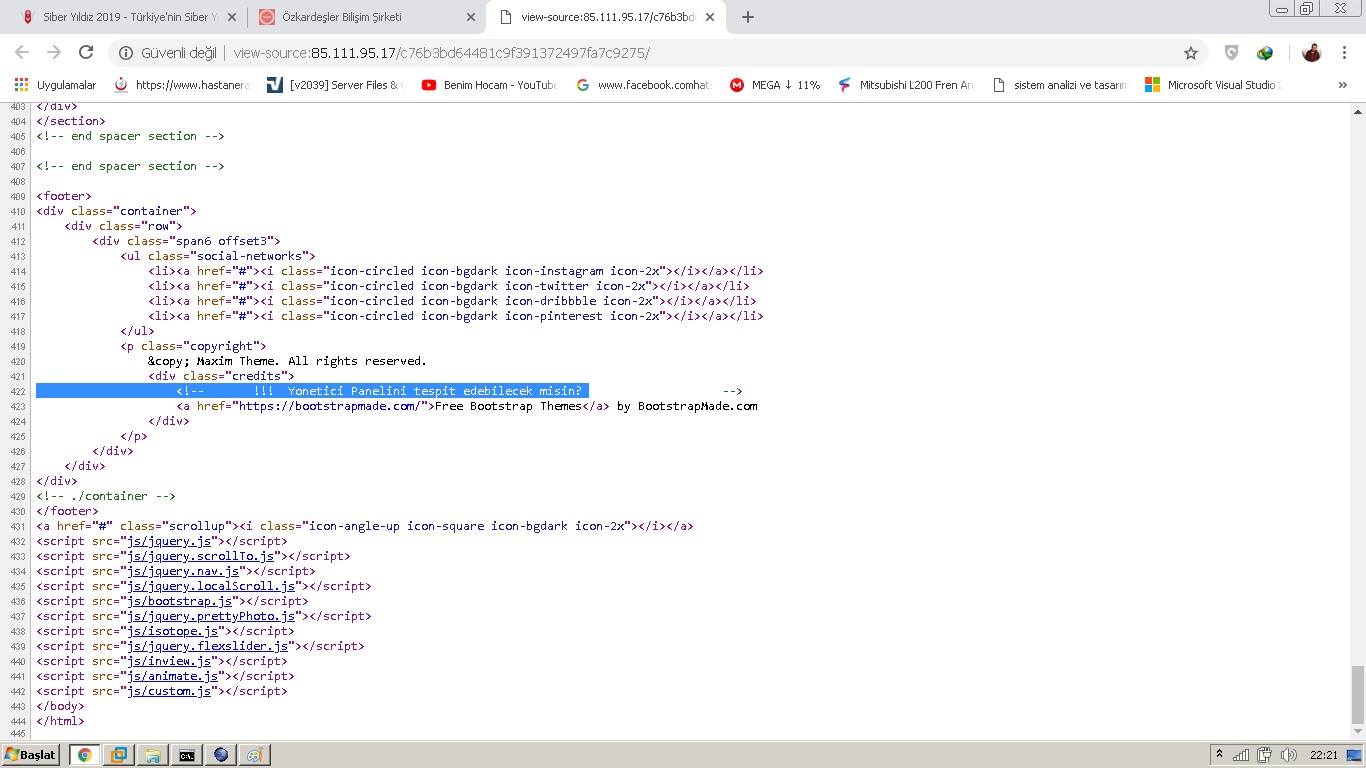 Siber Yıldız 2019 - Türkiye'nin Siber Y
Özkardeşler Bilişim Şirketi
view-source:85.111.95.17/c76b3bd
Güvenli değil | view-source:85.111.95.17/c76b3bd64481c9f391372497fa7c9275/
Uygulamalar
https://www.hastanera
[v2039] Server Files &
Benim Hocam - YouTube
www.facebook.comhat
MEGA ↓ 11%
Mitsubishi L200 Fren An
sistem analizi ve tasarım
Microsoft Visual Studio 2
»
403 </div>
404 </section>
405 <!-- end spacer section -->
406
407 <!-- end spacer section -->
408
409 <footer>
410 <div class="container">
411 <div class="row">
412 <div class="span6 offset3">
413 <ul class="social-networks">
414 <li><a href="#"><i class="icon-circled icon-bgdark icon-instagram icon-2x"></i></a></li>
415 <li><a href="#"><i class="icon-circled icon-bgdark icon-twitter icon-2x"></i></a></li>
416 <li><a href="#"><i class="icon-circled icon-bgdark icon-dribbble icon-2x"></i></a></li>
417 <li><a href="#"><i class="icon-circled icon-bgdark icon-pinterest icon-2x"></i></a></li>
418 </ul>
419 <p class="copyright">
420 &copy; Maxim Theme. All rights reserved.
421 <div class="credits">
422 <!-- !!! Yonetici Panelini tespit edebilecek misin? -->
423 <a href="https://bootstrapmade.com/">Free Bootstrap Themes</a> by BootstrapMade.com
424 </div>
425 </p>
426 </div>
427 </div>
428 </div>
429 <!-- ./container -->
430 </footer>
431 <a href="#" class="scrollup"><i class="icon-angle-up icon-square icon-bgdark icon-2x"></i></a>
432 <script src="js/jquery.js"></script>
433 <script src="js/jquery.scrollTo.js"></script>
434 <script src="js/jquery.nav.js"></script>
435 <script src="js/jquery.localScroll.js"></script>
436 <script src="js/bootstrap.js"></script>
437 <script src="js/jquery.prettyPhoto.js"></script>
438 <script src="js/isotope.js"></script>
439 <script src="js/jquery.flexslider.js"></script>
440 <script src="js/inview.js"></script>
441 <script src="js/animate.js"></script>
442 <script src="js/custom.js"></script>
443 </body>
444 </html>
445
Başlat
22:21